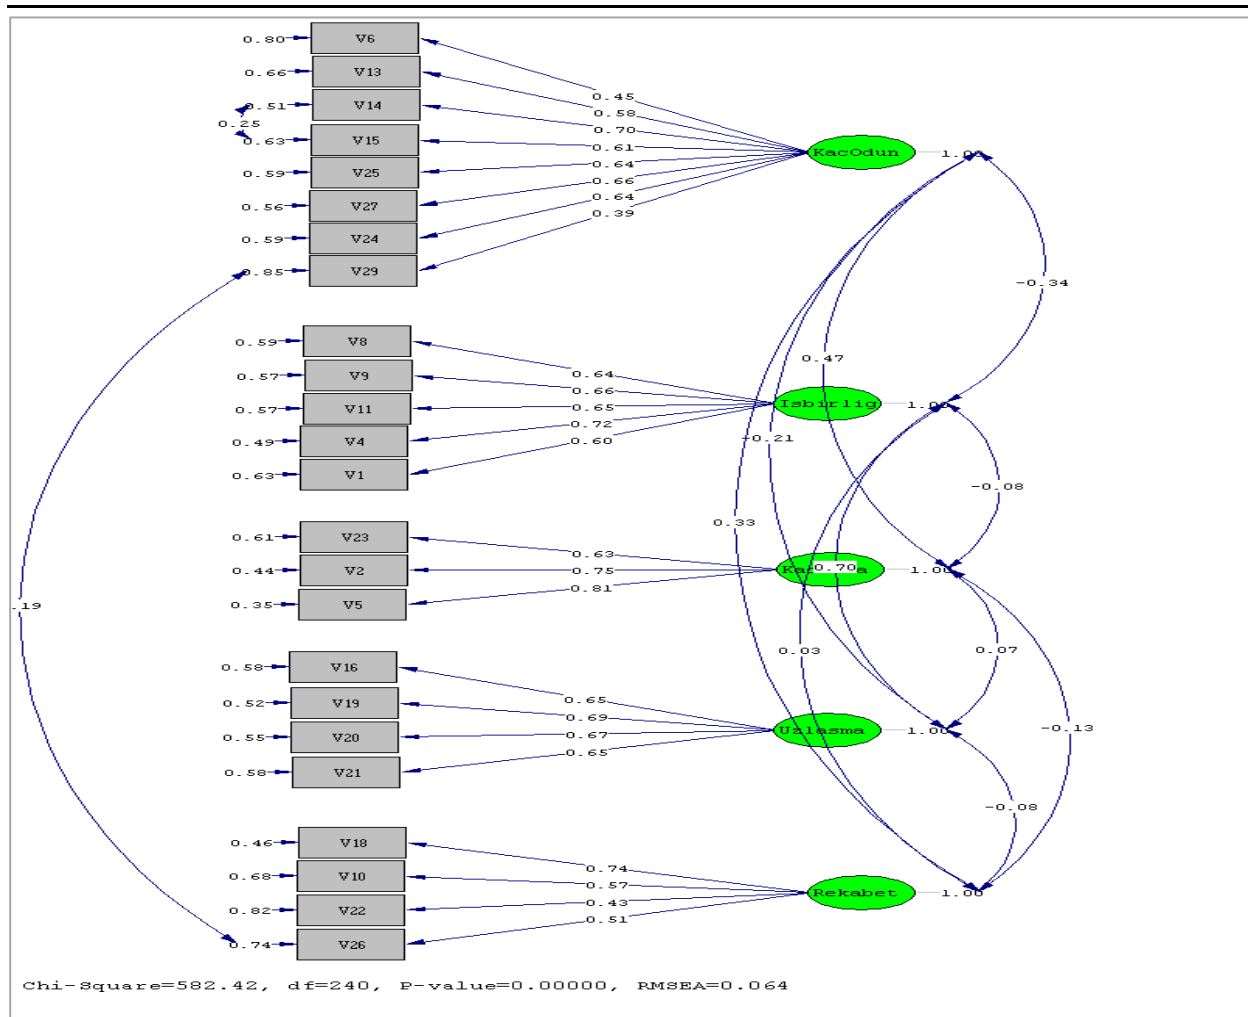 0.80 V6
0.66 V13
0.51 V14
0.25
0.63 V15
0.59 V25
0.56 V27
0.59 V24
0.85 V29
0.45
0.58
0.70
0.61
0.64
0.66
0.64
0.39
KacOdun 1.00
-0.34
0.59 V8
0.57 V9
0.57 V11
0.49 V4
0.63 V1
0.64
0.66
0.65
0.72
0.60
Isbirlig 1.00
0.47
-0.21
-0.08
0.33
.19
0.61 V23
0.44 V2
0.35 V5
0.63
0.75
0.81
0.70
1.00
0.03
0.07
-0.13
0.58 V16
0.52 V19
0.55 V20
0.58 V21
0.65
0.69
0.67
0.65
Uzlasma 1.00
-0.08
0.46 V18
0.68 V10
0.82 V22
0.74 V26
0.74
0.57
0.43
0.51
Rekabet 1.00
Chi-Square=582.42, df=240, P-value=0.00000, RMSEA=0.064